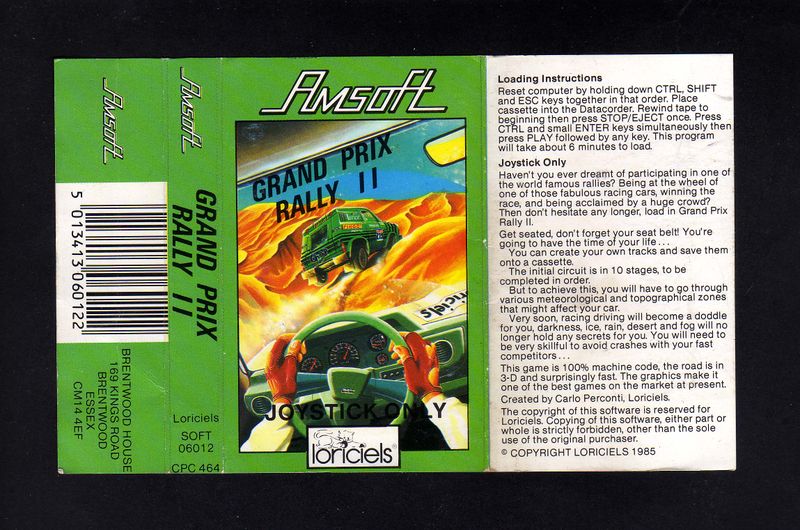 Amsoft
5 013413 060122
BRENTWOOD HOUSE
169 KINGS ROAD
BRENTWOOD
ESSEX
CM14 4EF
Amsoft
GRAND PRIX
RALLY II
Loriciels
SOFT
06012
CPC 464
Amsoft
GRAND PRIX
RALLY II
riciels
JOYSTICK ONLY
loriciels
Loading Instructions
Reset computer by holding down CTRL, SHIFT
and ESC keys together in that order. Place
cassette into the Datacorder. Rewind tape to
beginning then press STOP/EJECT once. Press
CTRL and small ENTER keys simultaneously then
press PLAY followed by any key. This program
will take about 6 minutes to load.
Joystick Only
Haven't you ever dreamt of participating in one of
the world famous rallies? Being at the wheel of
one of those fabulous racing cars, winning the
race, and being acclaimed by a huge crowd?
Then don't hesitate any longer, load in Grand Prix
Rally II.
Get seated, don't forget your seat belt! You're
going to have the time of your life...
You can create your own tracks and save them
onto a cassette.
The initial circuit is in 10 stages, to be
completed in order.
But to achieve this, you will have to go through
various meteorological and topographical zones
that might affect your car.
Very soon, racing driving will become a doddle
for you, darkness, ice, rain, desert and fog will no
longer hold any secrets for you. You will need to
be very skillful to avoid crashes with your fast
competitors...
This game is 100% machine code, the road is in
3-D and surprisingly fast. The graphics make it
one of the best games on the market at present.
Created by Carlo Perconti, Loriciels.
The copyright of this software is reserved for
Loriciels. Copying of this software, either part or
whole is strictly forbidden, other than the sole
use of the original purchaser.
© COPYRIGHT LORICIELS 1985